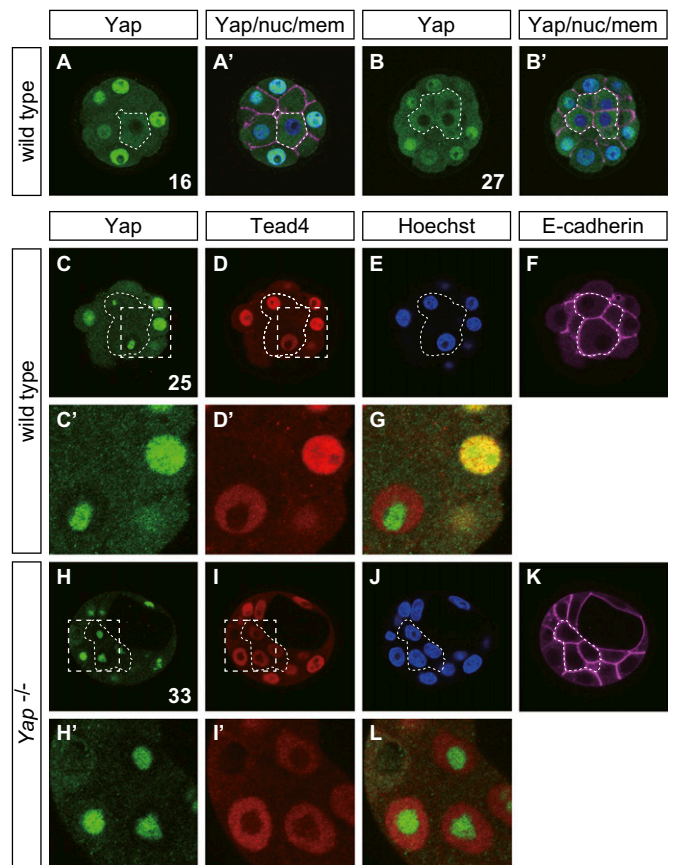 Yap
Yap/nuc/mem
Yap
Yap/nuc/mem
wild type
A
A'
B
B'
16
27
Yap
Tead4
Hoechst
E-cadherin
wild type
C
D
E
F
25
C'
D'
G
Yap -/-
H
I
J
K
33
H'
I'
L